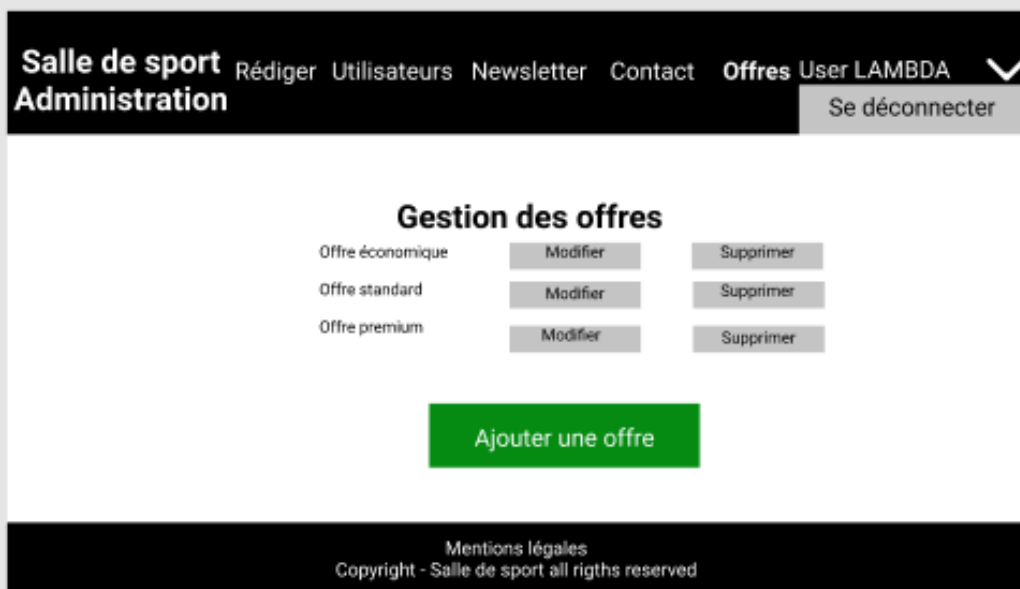 Salle de sport
Administration
Rédiger Utilisateurs Newsletter Contact Offres User LAMBDA
Se déconnecter
Gestion des offres
Offre économique Modifier Supprimer
Offre standard Modifier Supprimer
Offre premium Modifier Supprimer
Ajouter une offre
Mentions légales
Copyright - Salle de sport all rigths reserved